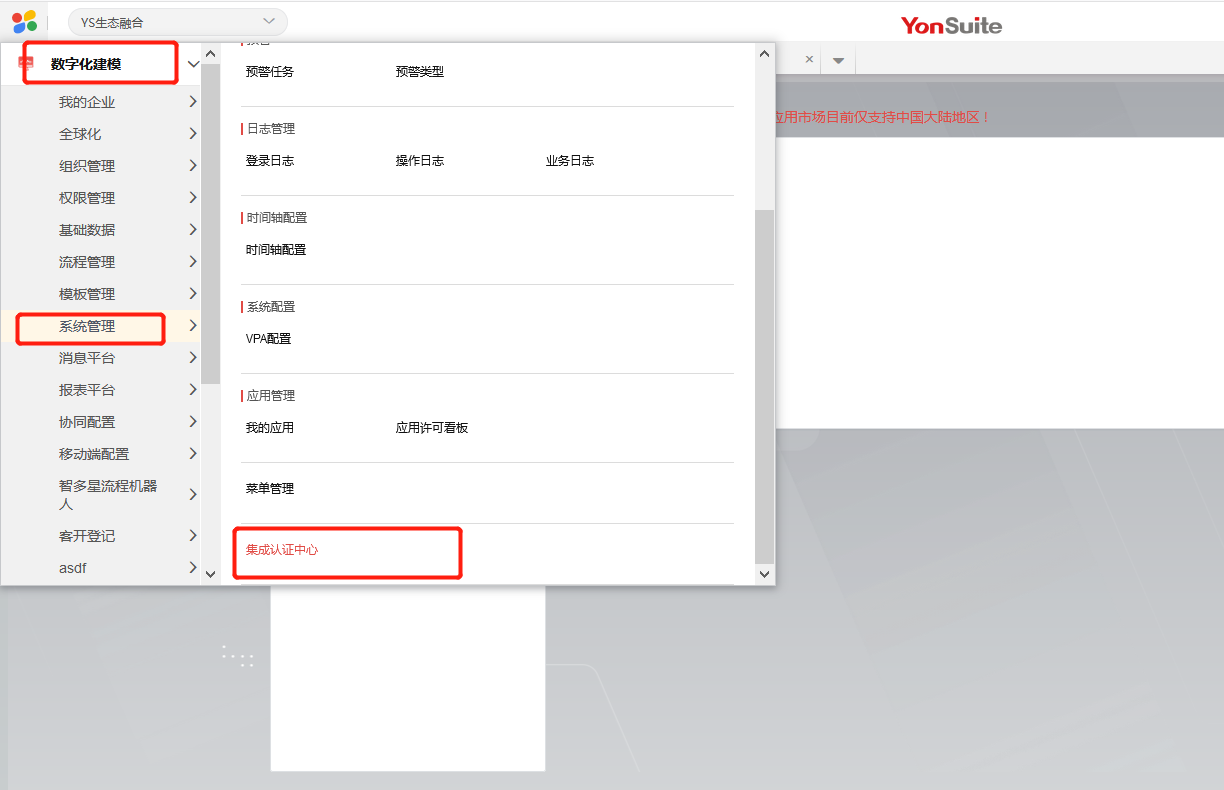 YS生态融合
YonSuite
数字化建模
我的企业
全球化
组织管理
权限管理
基础数据
流程管理
模板管理
系统管理
消息平台
报表平台
协同配置
移动端配置
智多星流程机器
人
客开登记
asdf
预警任务
预警类型
日志管理
登录日志
操作日志
业务日志
时间轴配置
时间轴配置
系统配置
VPA配置
应用管理
我的应用
应用许可看板
菜单管理
集成认证中心
应用市场目前仅支持中国大陆地区！